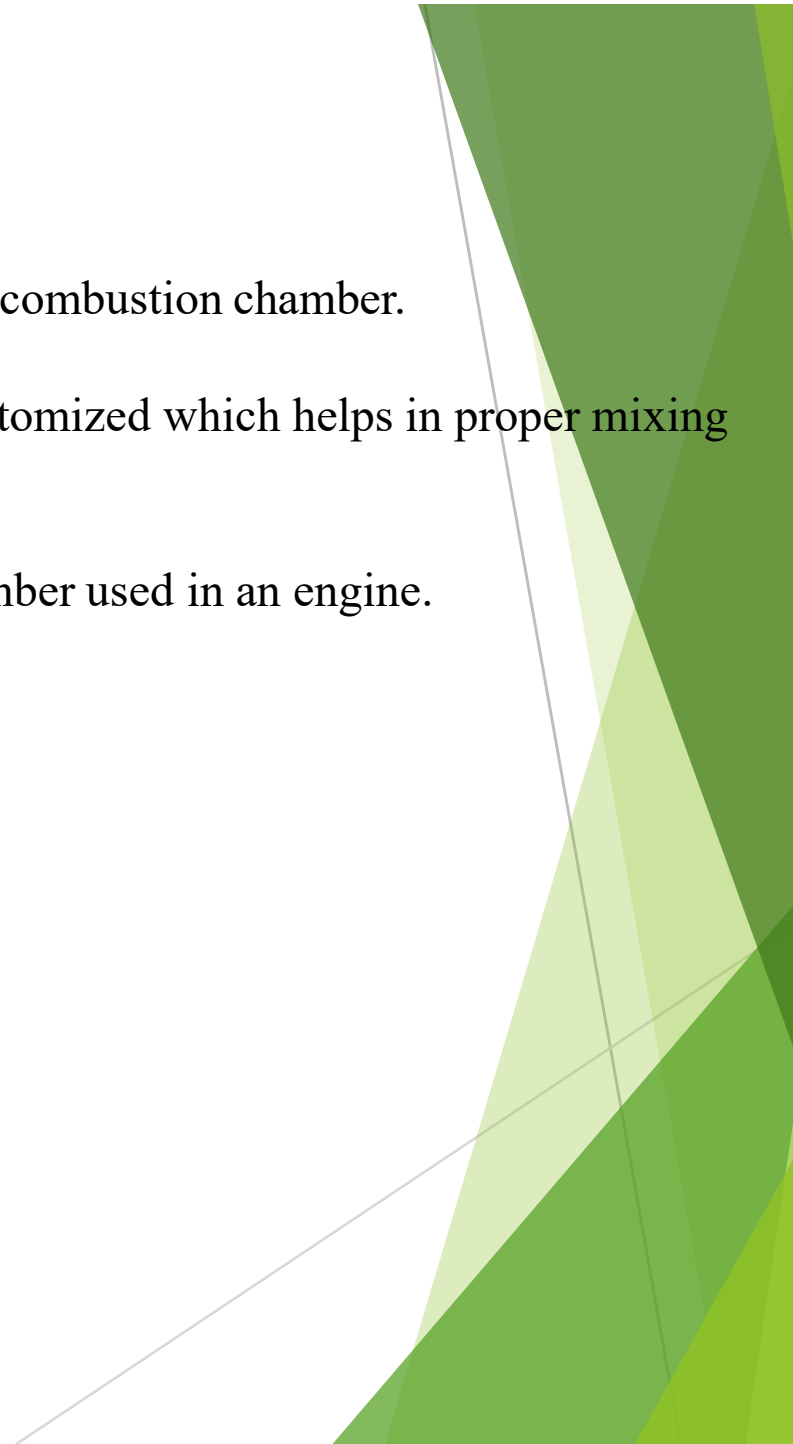 combustion chamber.
tomized which helps in proper mixing
nber used in an engine.